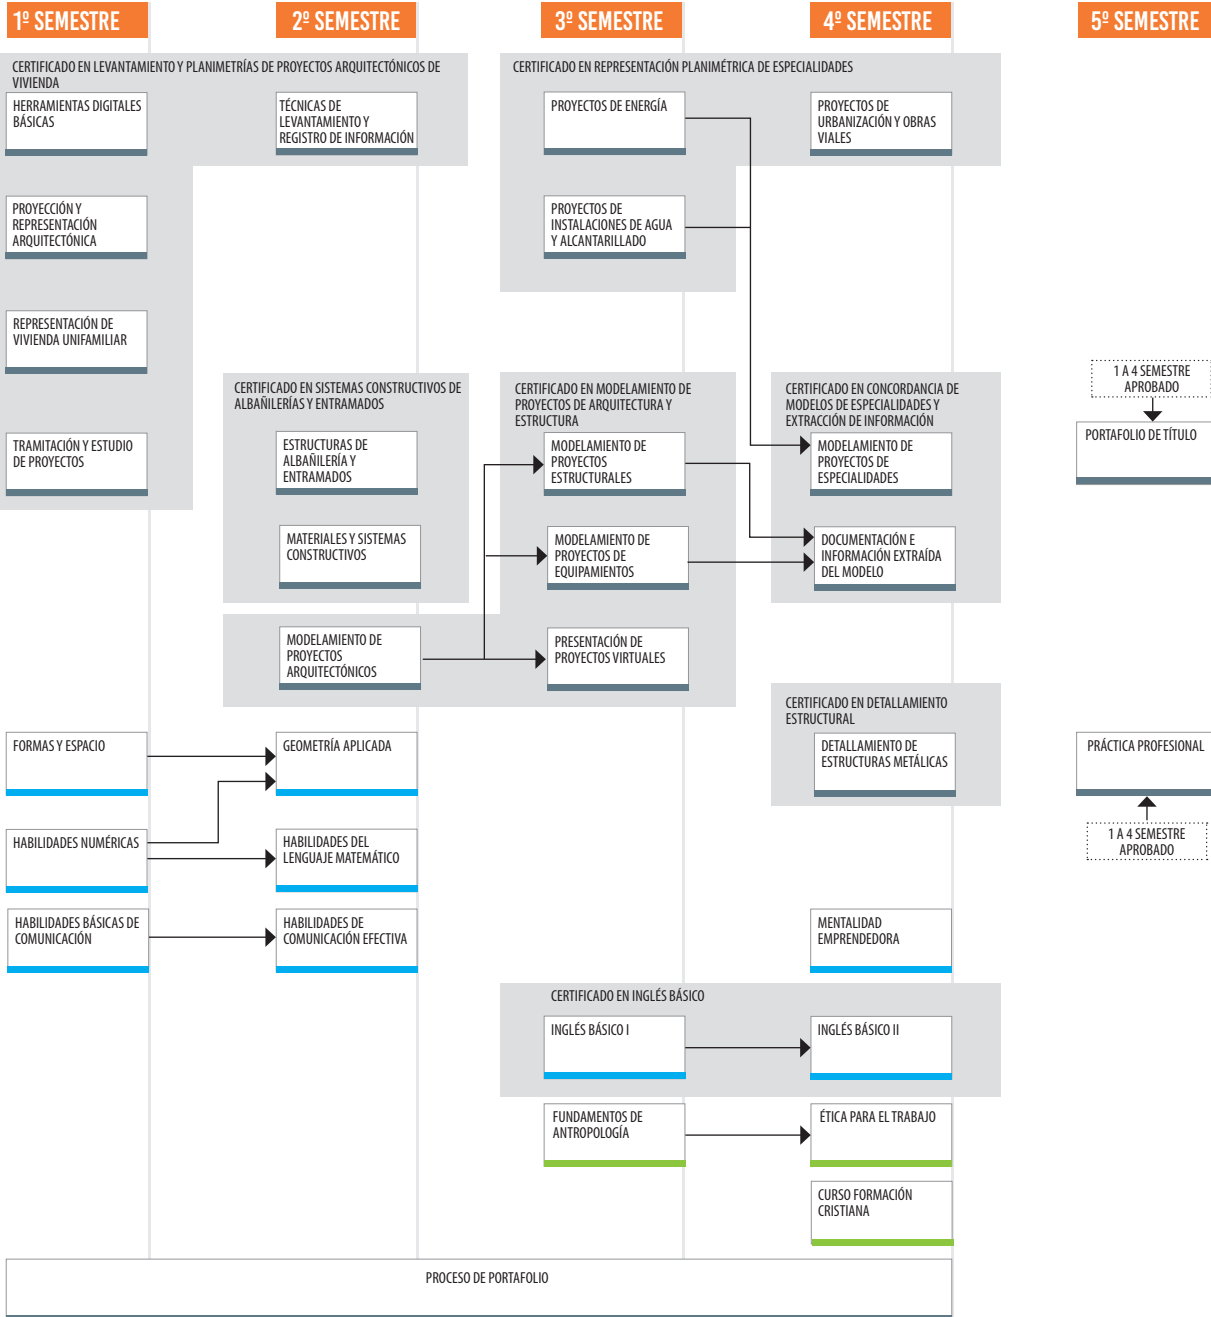 1º SEMESTRE
2º SEMESTRE
3º SEMESTRE
4º SEMESTRE
5º SEMESTRE
CERTIFICADO EN LEVANTAMIENTO Y PLANIMETRÍAS DE PROYECTOS ARQUITECTÓNICOS DE
VIVIENDA
CERTIFICADO EN REPRESENTACIÓN PLANIMÉTRICA DE ESPECIALIDADES
HERRAMIENTAS DIGITALES
BÁSICAS
TÉCNICAS DE
LEVANTAMIENTO Y
REGISTRO DE INFORMACIÓN
PROYECTOS DE ENERGÍA
PROYECTOS DE
URBANIZACIÓN Y OBRAS
VIALES
PROYECCIÓN Y
REPRESENTACIÓN
ARQUITECTÓNICA
PROYECTOS DE
INSTALACIONES DE AGUA
Y ALCANTARILLADO
REPRESENTACIÓN DE
VIVIENDA UNIFAMILIAR
CERTIFICADO EN SISTEMAS CONSTRUCTIVOS DE
ALBAÑILERÍAS Y ENTRAMADOS
CERTIFICADO EN MODELAMIENTO DE
PROYECTOS DE ARQUITECTURA Y
ESTRUCTURA
CERTIFICADO EN CONCORDANCIA DE
MODELOS DE ESPECIALIDADES Y
EXTRACCIÓN DE INFORMACIÓN
1 A 4 SEMESTRE
APROBADO
TRAMITACIÓN Y ESTUDIO
DE PROYECTOS
ESTRUCTURAS DE
ALBAÑILERÍA Y
ENTRAMADOS
MODELAMIENTO DE
PROYECTOS
ESTRUCTURALES
MODELAMIENTO DE
PROYECTOS DE
ESPECIALIDADES
PORTAFOLIO DE TÍTULO
MATERIALES Y SISTEMAS
CONSTRUCTIVOS
MODELAMIENTO DE
PROYECTOS DE
EQUIPAMIENTOS
DOCUMENTACIÓN E
INFORMACIÓN EXTRAÍDA
DEL MODELO
MODELAMIENTO DE
PROYECTOS
ARQUITECTÓNICOS
PRESENTACIÓN DE
PROYECTOS VIRTUALES
CERTIFICADO EN DETALLAMIENTO
ESTRUCTURAL
FORMAS Y ESPACIO
GEOMETRÍA APLICADA
DETALLAMIENTO DE
ESTRUCTURAS METÁLICAS
PRÁCTICA PROFESIONAL
HABILIDADES NUMÉRICAS
HABILIDADES DEL
LENGUAJE MATEMÁTICO
1 A 4 SEMESTRE
APROBADO
HABILIDADES BÁSICAS DE
COMUNICACIÓN
HABILIDADES DE
COMUNICACIÓN EFECTIVA
MENTALIDAD
EMPRENDEDORA
CERTIFICADO EN INGLÉS BÁSICO
INGLÉS BÁSICO I
INGLÉS BÁSICO II
FUNDAMENTOS DE
ANTROPOLOGÍA
ÉTICA PARA EL TRABAJO
CURSO FORMACIÓN
CRISTIANA
PROCESO DE PORTAFOLIO